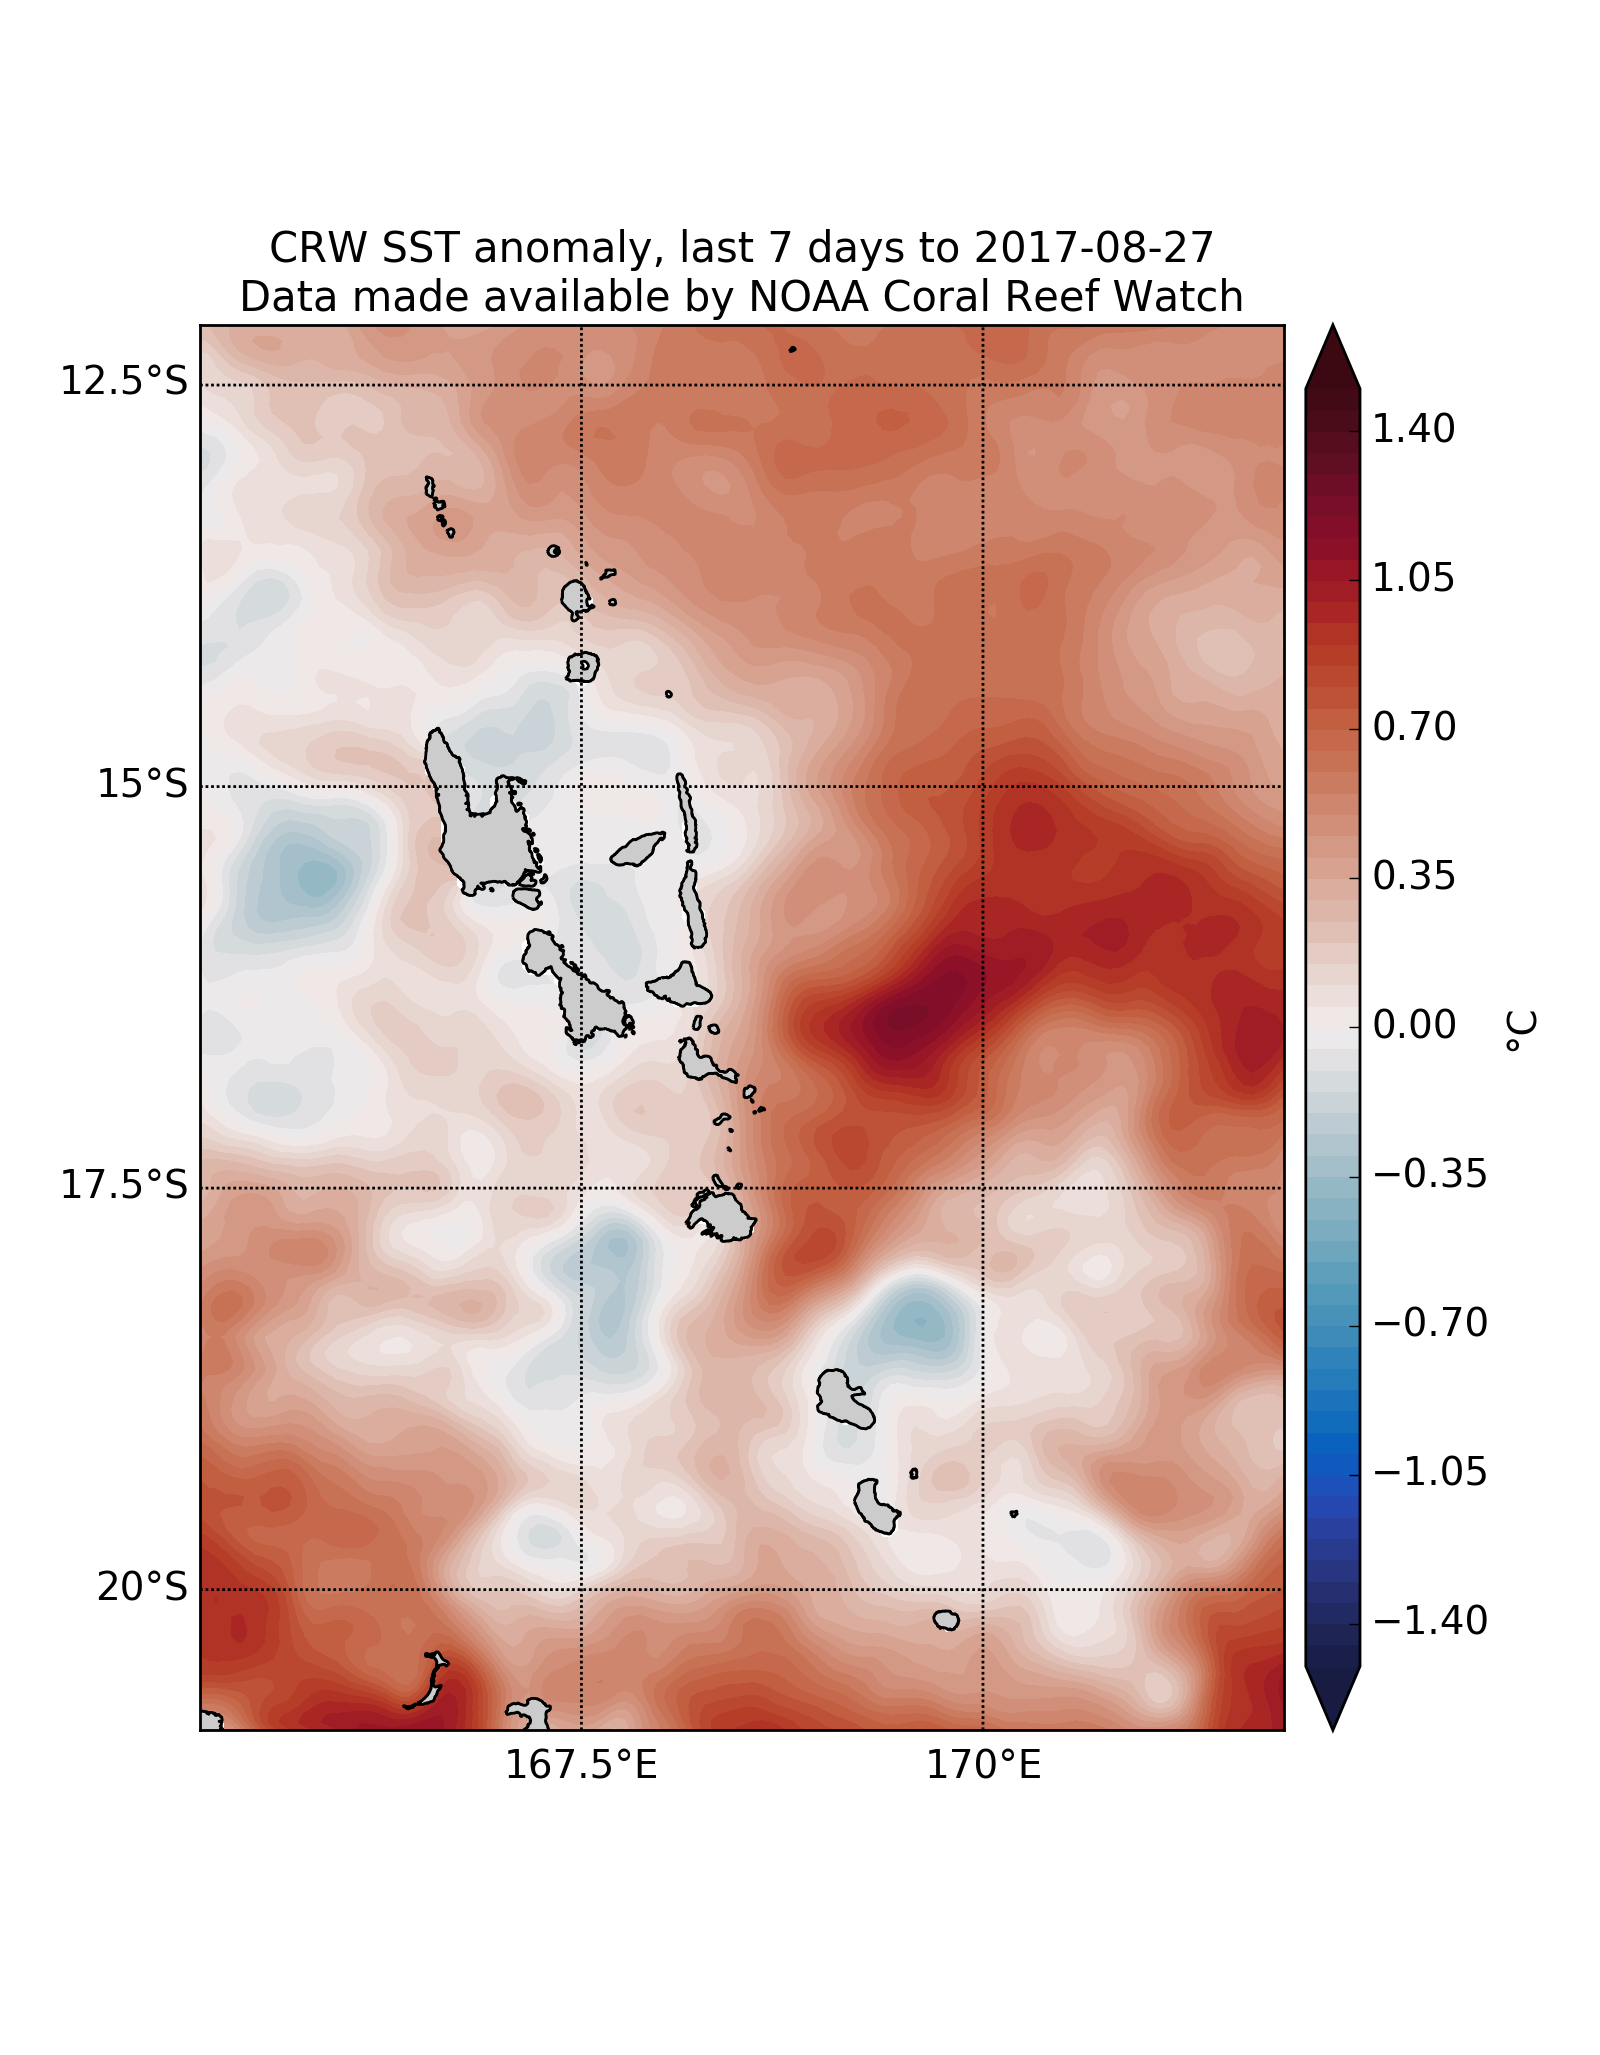 CRW SST anomaly, last 7 days to 2017-08-27
Data made available by NOAA Coral Reef Watch
12.5°S
15°S
17.5°S
20°S
167.5°E
170°E
1.40
1.05
0.70
0.35
0.00
−0.35
−0.70
−1.05
−1.40
°C